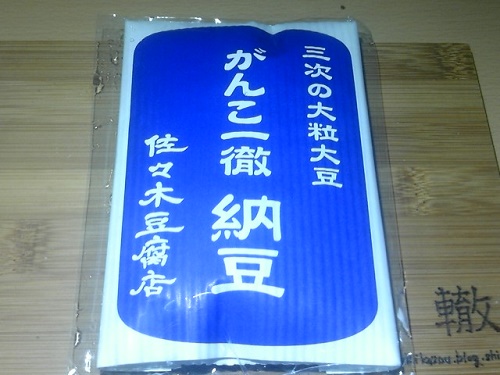 三次の大粒大豆
がんこ一徹 納豆
佐々木豆腐店
轍